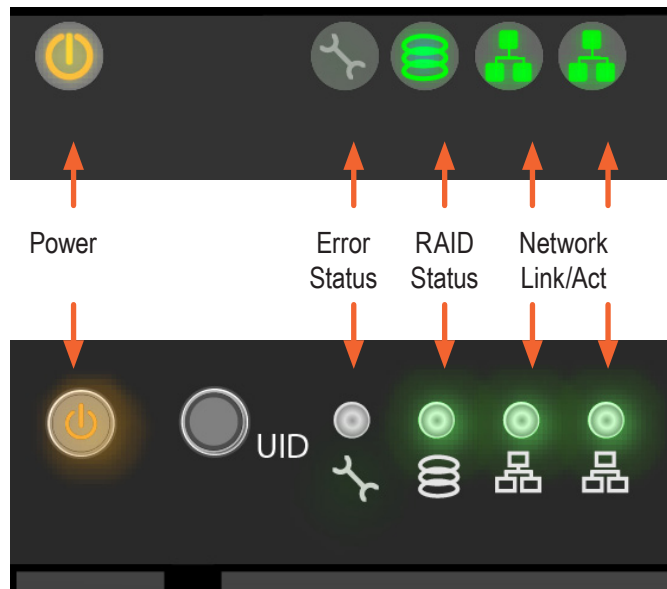 Power
Error
Status
RAID
Status
Network
Link/Act
UID